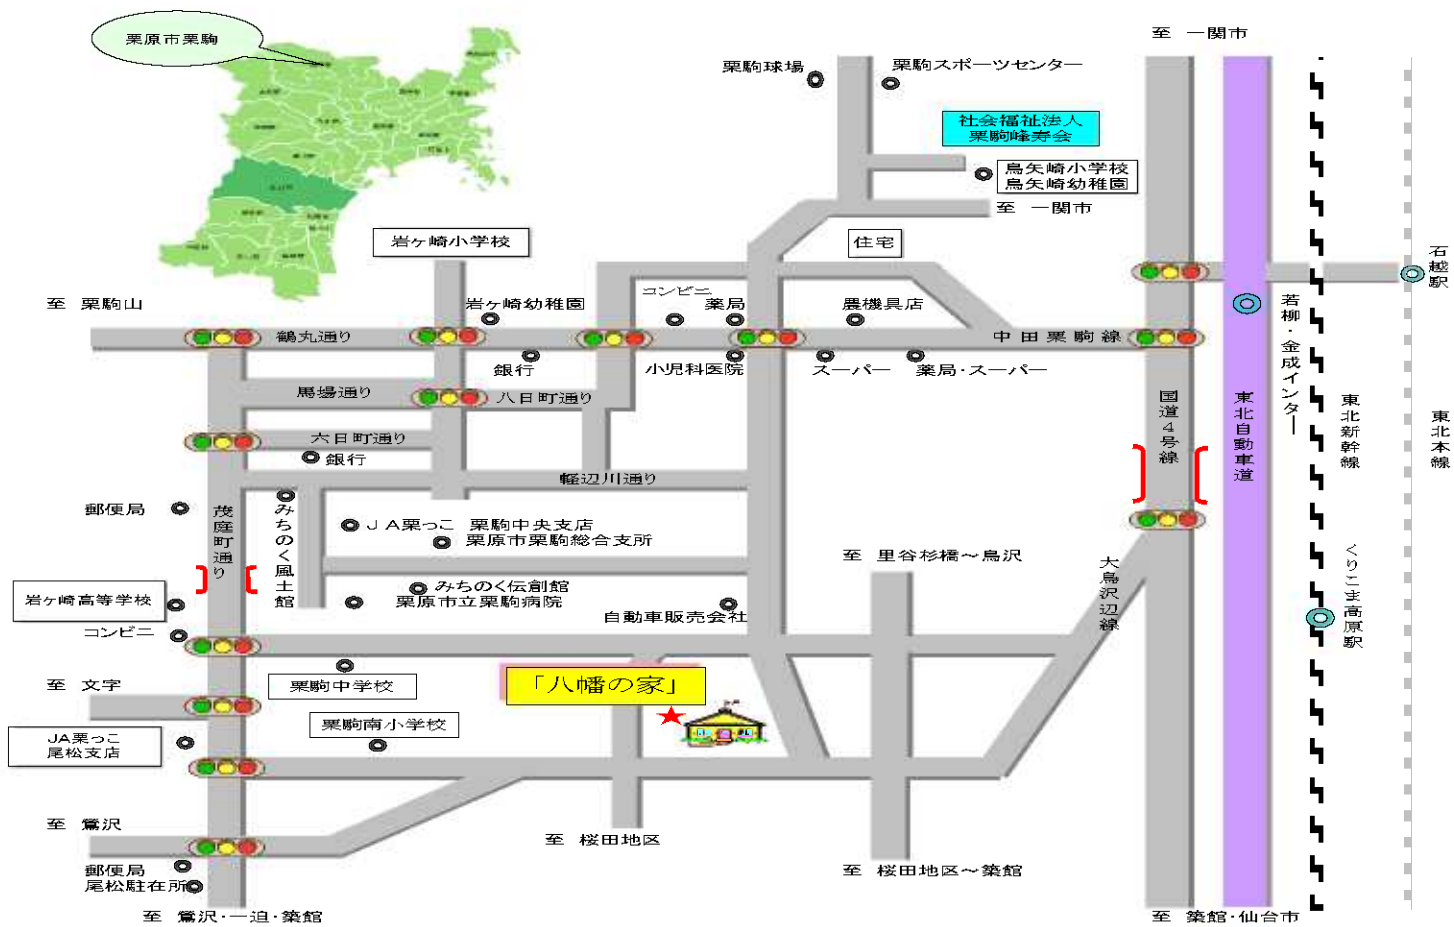 栗原市栗駒
至 一関市
栗駒球場
栗駒スポーツセンター
社会福祉法人
栗駒峰寿会
鳥矢崎小学校
鳥矢崎幼稚園
至 一関市
岩ヶ崎小学校
住宅
石越駅
至 栗駒山
岩ヶ崎幼稚園
コンビニ
薬局
農機具店
若柳・金成インター
鶴丸通り
中田栗駒線
銀行
小児科医院
スーパー
薬局・スーパー
馬場通り
八日町通り
国道4号線
東北自動車道
東北新幹線
東北本線
六日町通り
銀行
軽辺川通り
郵便局
茂庭町通り
みちのく風土館
JA栗っこ 栗駒中央支店
栗原市栗駒総合支所
至 里谷杉橋~鳥沢
大鳥沢辺線
くりこま高原駅
みちのく伝創館
栗原市立栗駒病院
自動車販売会社
岩ヶ崎高等学校
コンビニ
栗駒中学校
「八幡の家」
至 文字
栗駒南小学校
JA栗っこ
尾松支店
至 鶯沢
至 桜田地区
郵便局
尾松駐在所
至 桜田地区~築館
至 鶯沢・一迫・築館
至 築館・仙台市